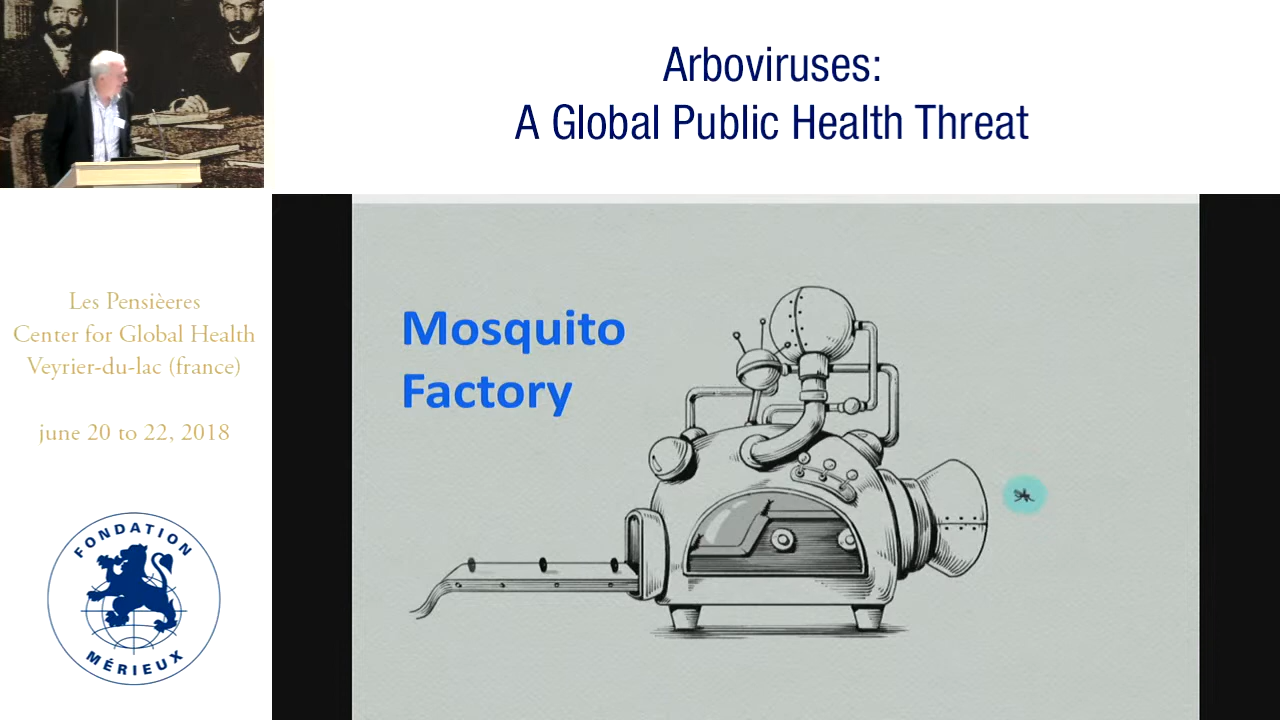 Arboviruses:
A Global Public Health Threat
Mosquito
Factory
Les Pensièeres
Center for Global Health
Veyrier-du-lac (france)
june 20 to 22, 2018
FONDATION
MÉRIEUX